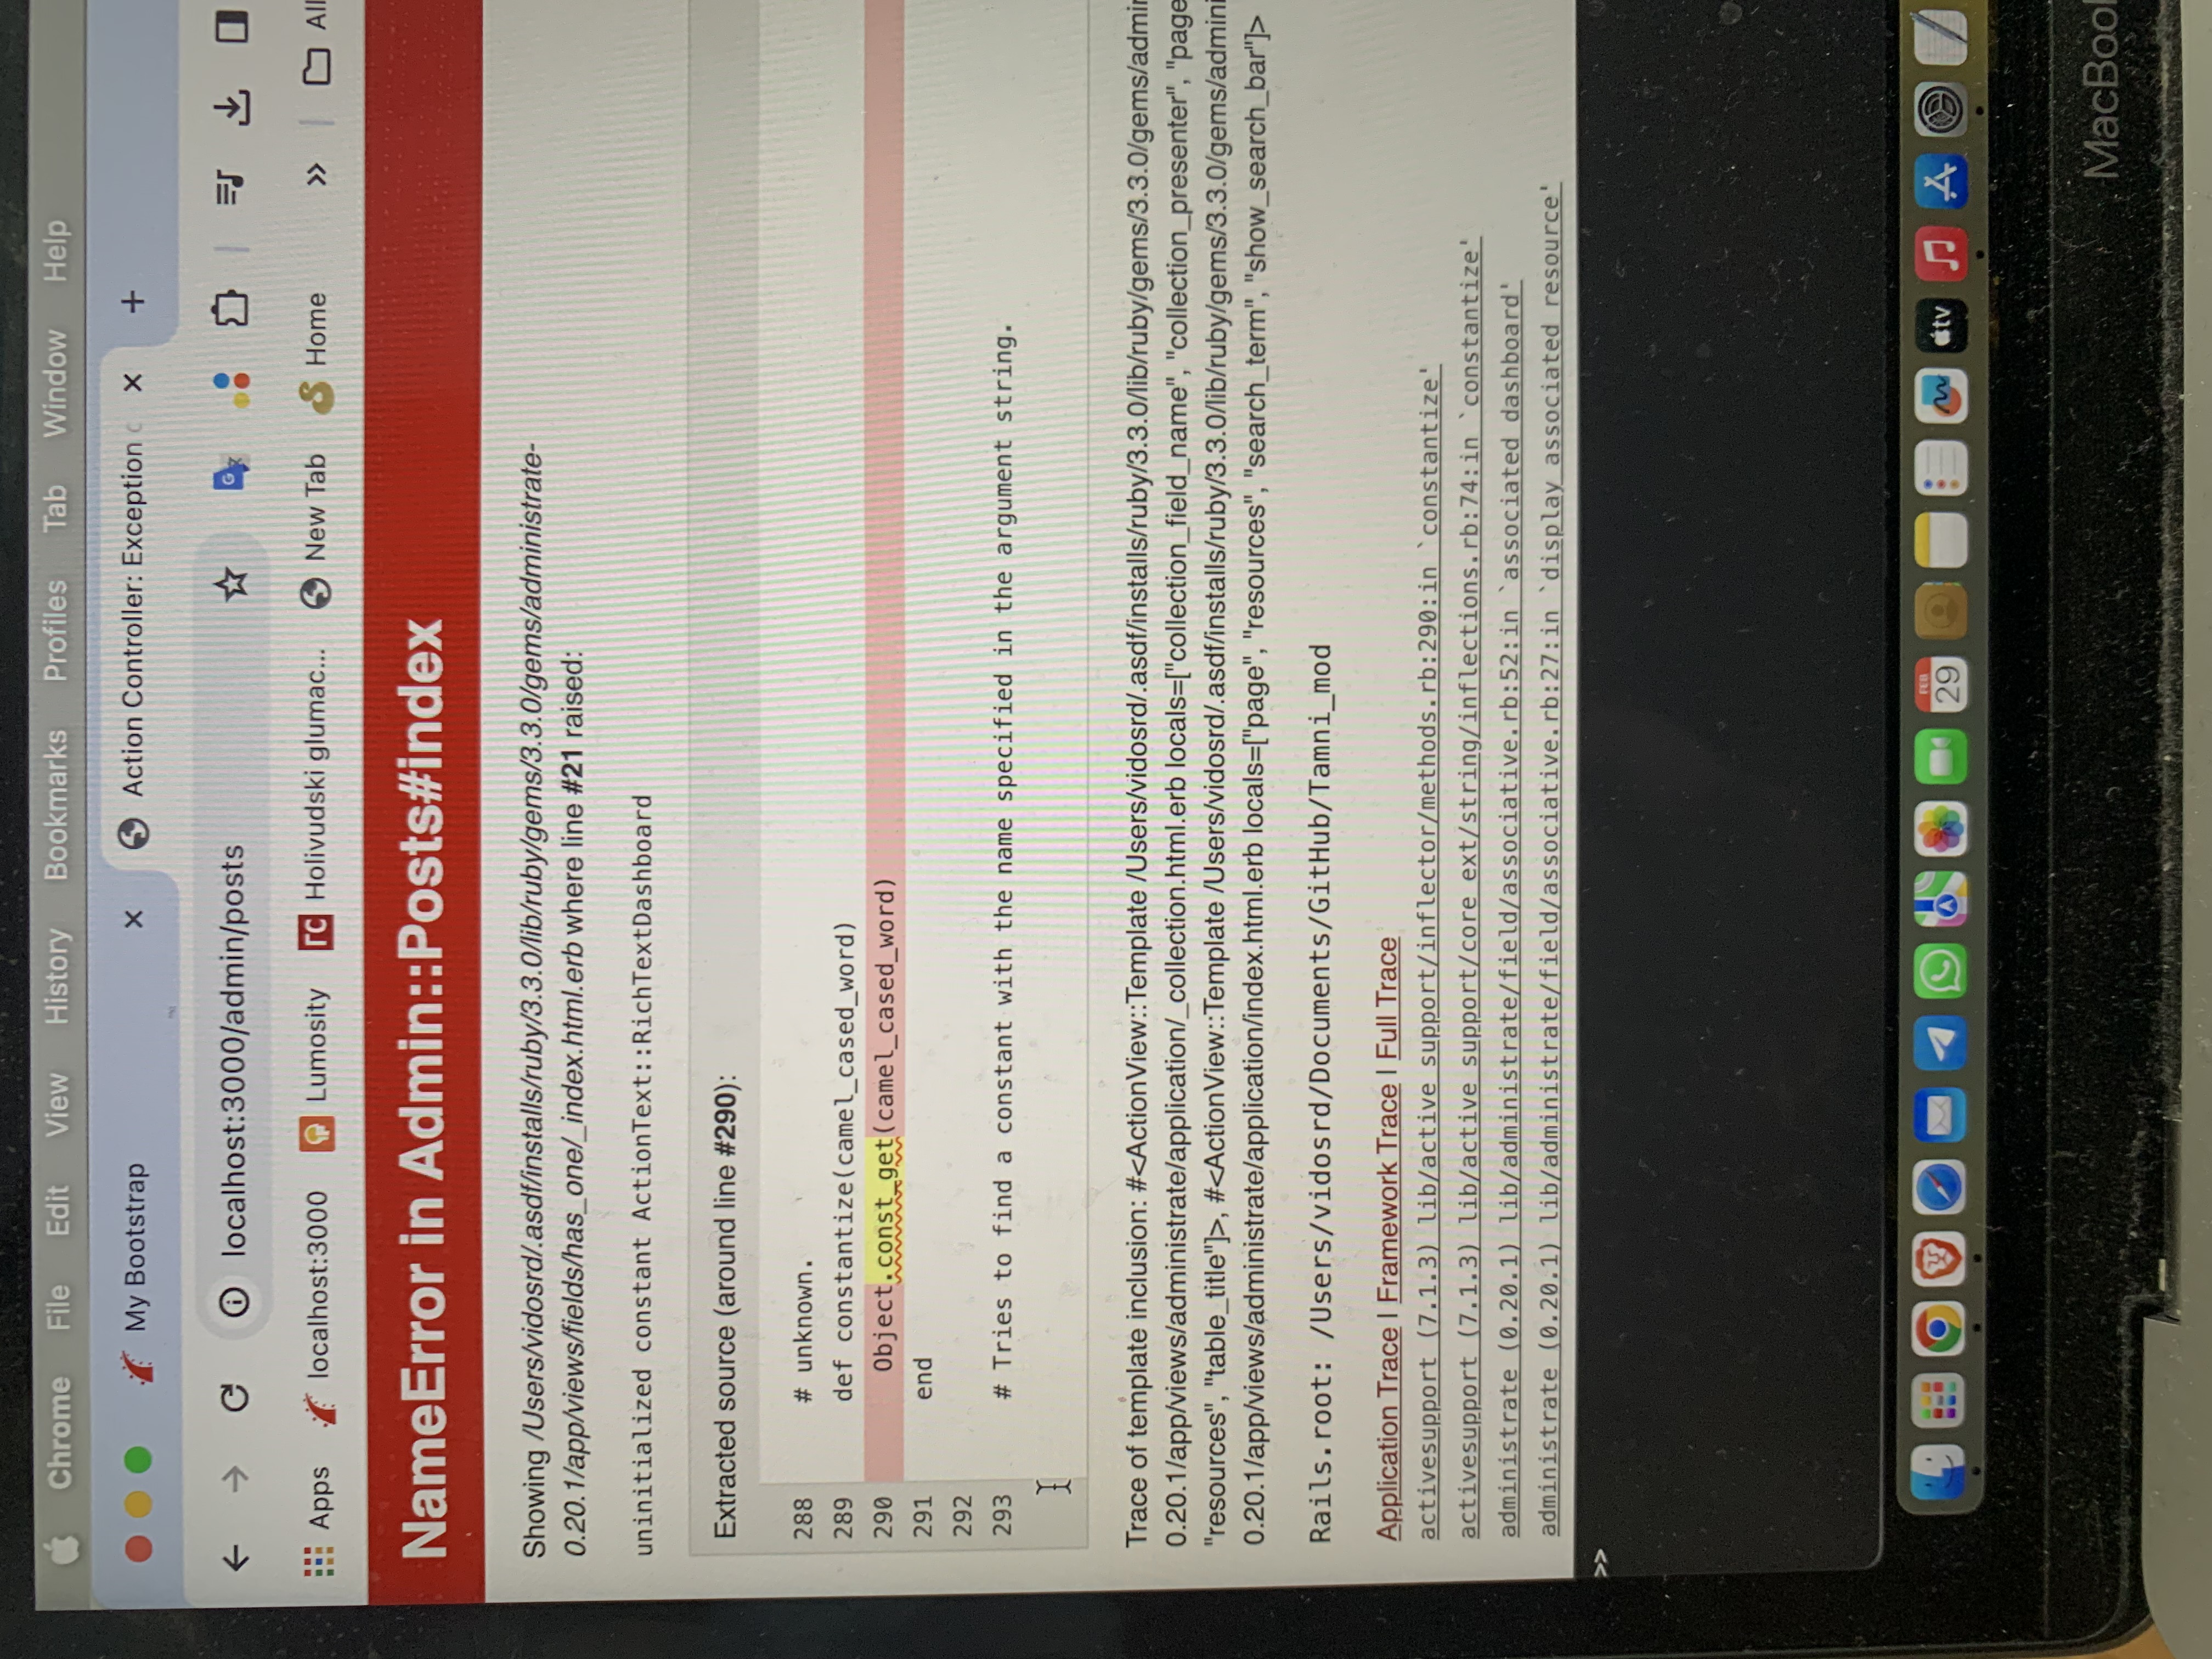 Chrome File Edit View History Bookmarks Profiles Tab Window Help
My Bootstrap
Action Controller: Exception
localhost:3000/admin/posts
Apps
localhost:3000
Lumosity
Holivudski glumac...
New Tab
Home
»
All
NameError in Admin::Posts#index
Showing /Users/vidosrd/.asdf/installs/ruby/3.3.0/lib/ruby/gems/3.3.0/gems/administrate-
0.20.1/app/views/fields/has_one/_index.html.erb where line #21 raised:
uninitialized constant ActionText::RichTextDashboard
Extracted source (around line #290):
288 # unknown.
289 def constantize(camel_cased_word)
290 Object.const_get(camel_cased_word)
291 end
292
293 # Tries to find a constant with the name specified in the argument string.
Trace of template inclusion: #<ActionView::Template /Users/vidosrd/.asdf/installs/ruby/3.3.0/lib/ruby/gems/3.3.0/gems/admin
0.20.1/app/views/administrate/application/_collection.html.erb locals=["collection_field_name", "collection_presenter", "page
"resources", "table_title"]>, #<ActionView::Template /Users/vidosrd/.asdf/installs/ruby/3.3.0/lib/ruby/gems/3.3.0/gems/admini
0.20.1/app/views/administrate/application/index.html.erb locals=["page", "resources", "search_term", "show_search_bar"]>
Rails.root: /Users/vidosrd/Documents/GitHub/Tamni_mod
Application Trace | Framework Trace | Full Trace
activesupport (7.1.3) lib/active_support/inflector/methods.rb:290:in `constantize'
activesupport (7.1.3) lib/active_support/core_ext/string/inflections.rb:74:in `constantize'
administrate (0.20.1) lib/administrate/field/associative.rb:52:in `associated_dashboard'
administrate (0.20.1) lib/administrate/field/associative.rb:27:in `display_associated_resource'
>>
FEB
29
tv
MacBook